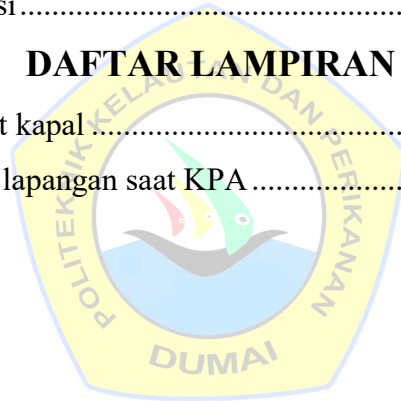 si........................................................
DAFTAR LAMPIRAN
t kapal.............................................
lapangan saat KPA.....................
POLITEKNIK KELAUTAN DAN PERIKANAN
DUMAI